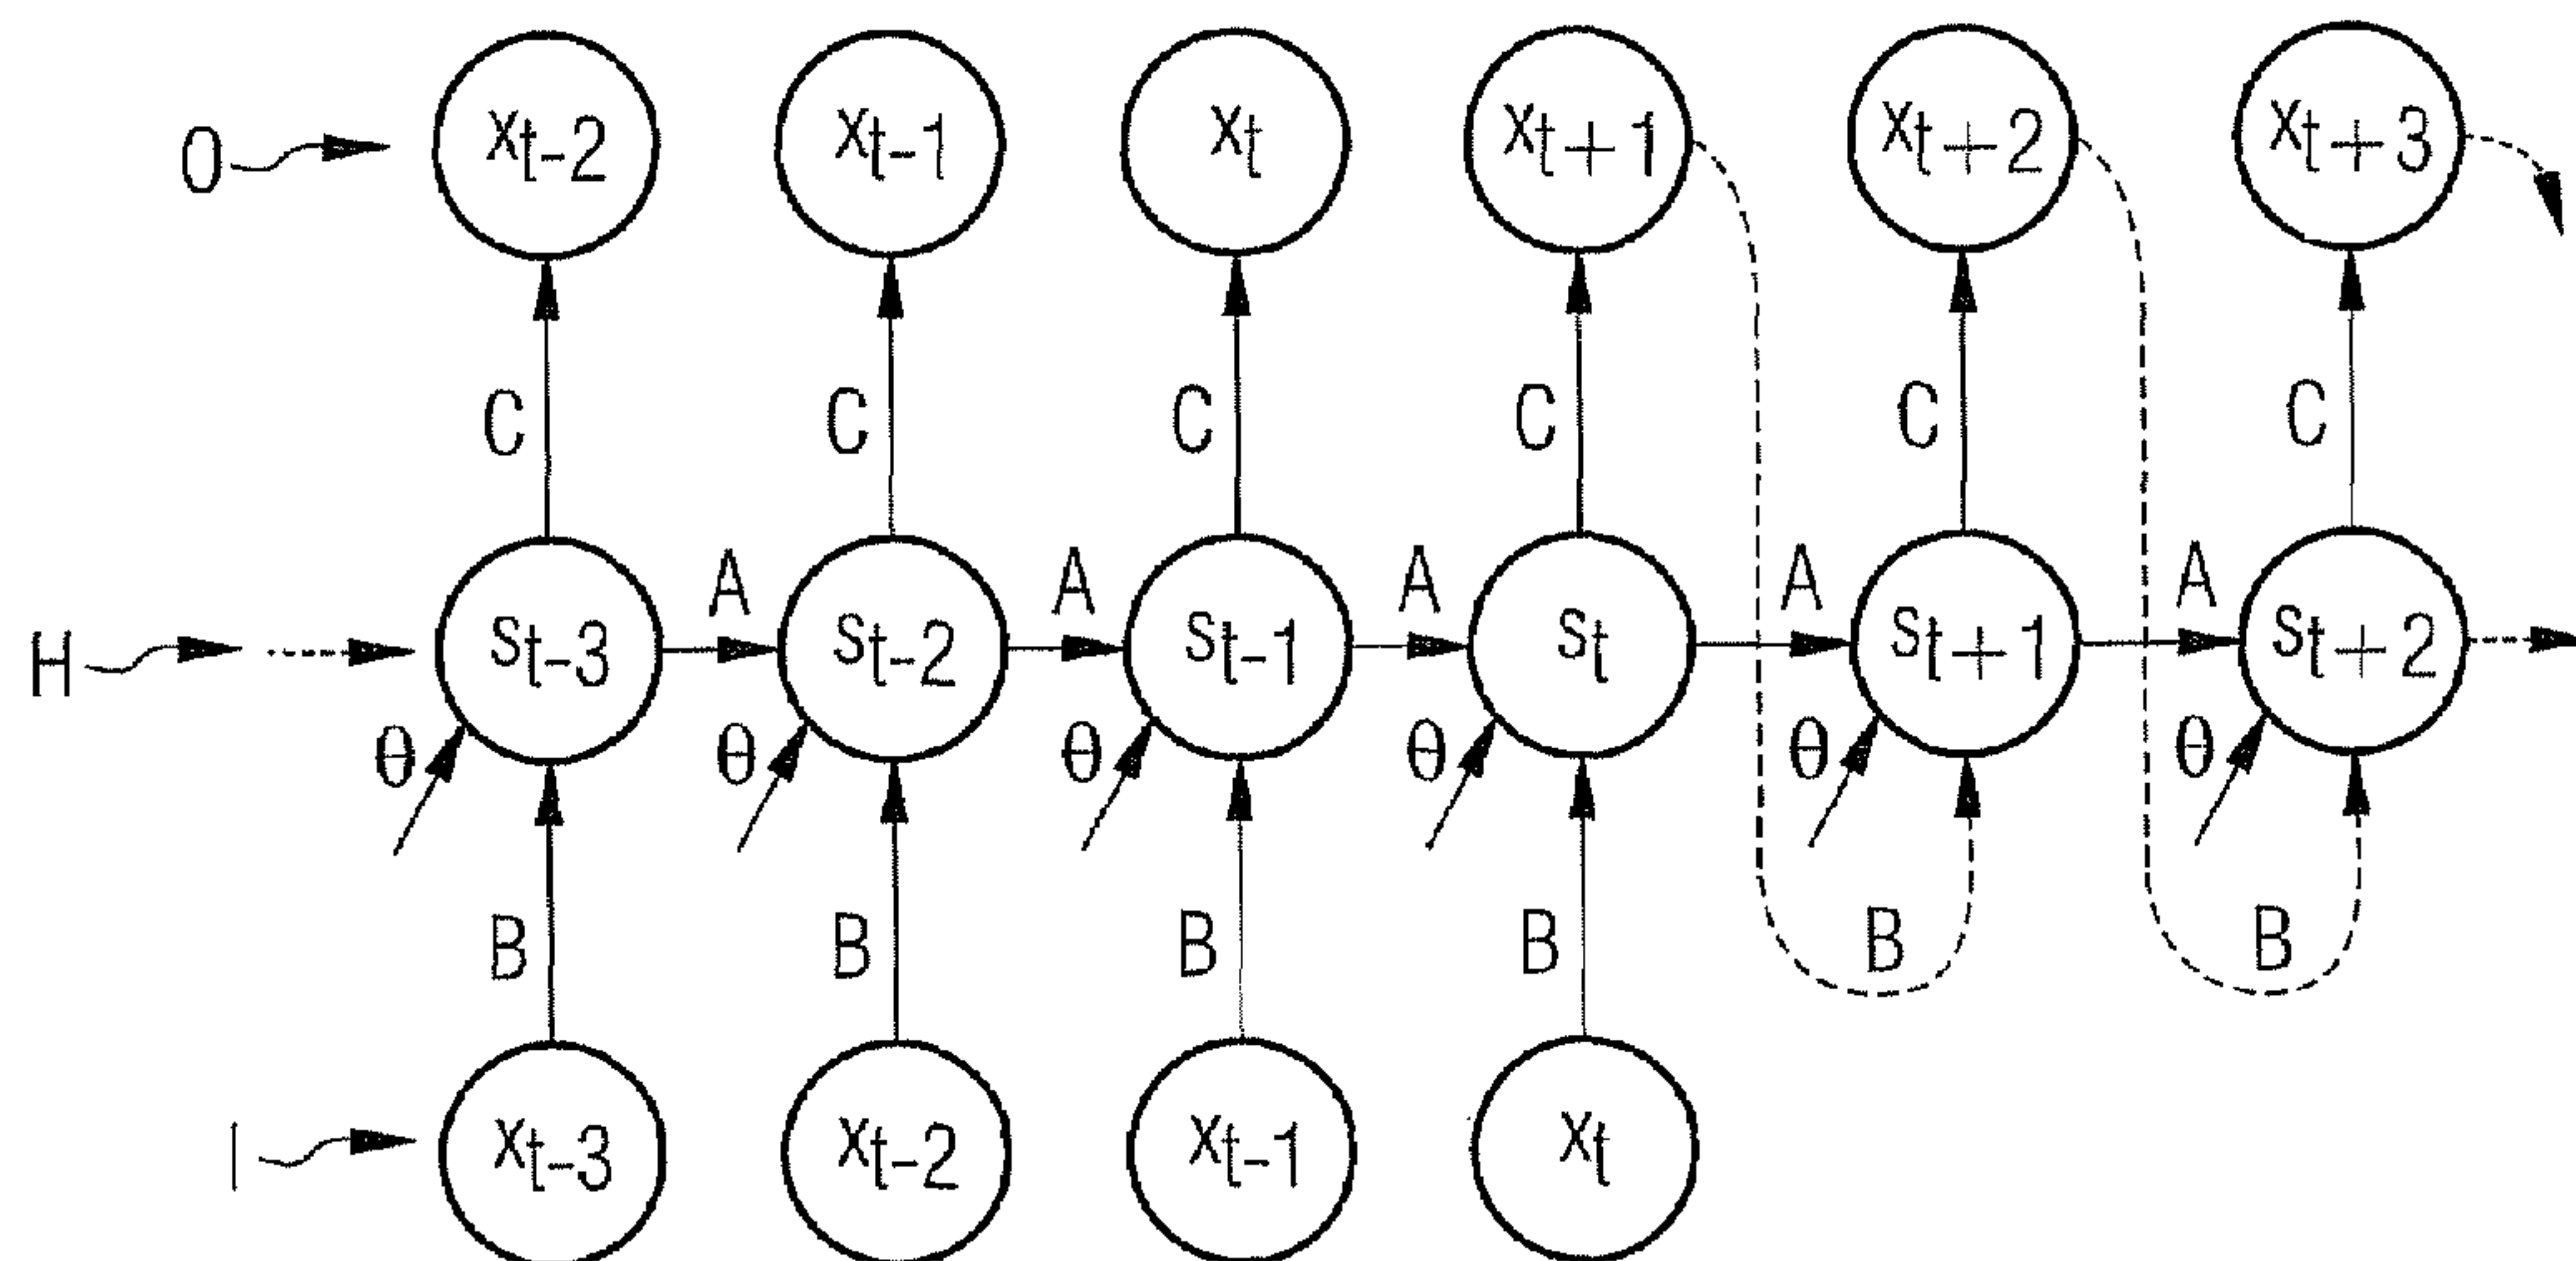 O x_{t-2} x_{t-1} x_t x_{t+1} x_{t+2} x_{t+3}
C C C C C C
A A A A A
H s_{t-3} s_{t-2} s_{t-1} s_t s_{t+1} s_{t+2}
θ θ θ θ θ θ
B B B B B B
I x_{t-3} x_{t-2} x_{t-1} x_t